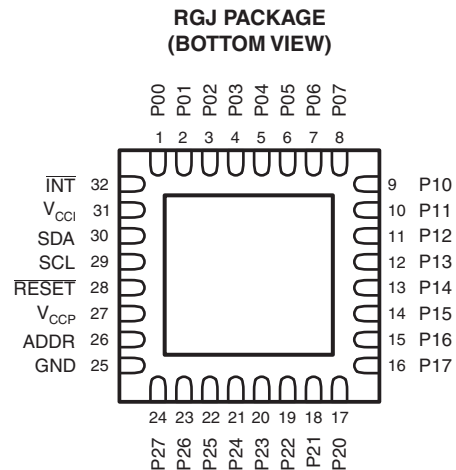 RGJ PACKAGE
(BOTTOM VIEW)
P00 P01 P02 P03 P04 P05 P06 P07
1 2 3 4 5 6 7 8
INT 32
VCCI 31
SDA 30
SCL 29
RESET 28
VCCP 27
ADDR 26
GND 25
9 P10
10 P11
11 P12
12 P13
13 P14
14 P15
15 P16
16 P17
24 23 22 21 20 19 18 17
P27 P26 P25 P24 P23 P22 P21 P20